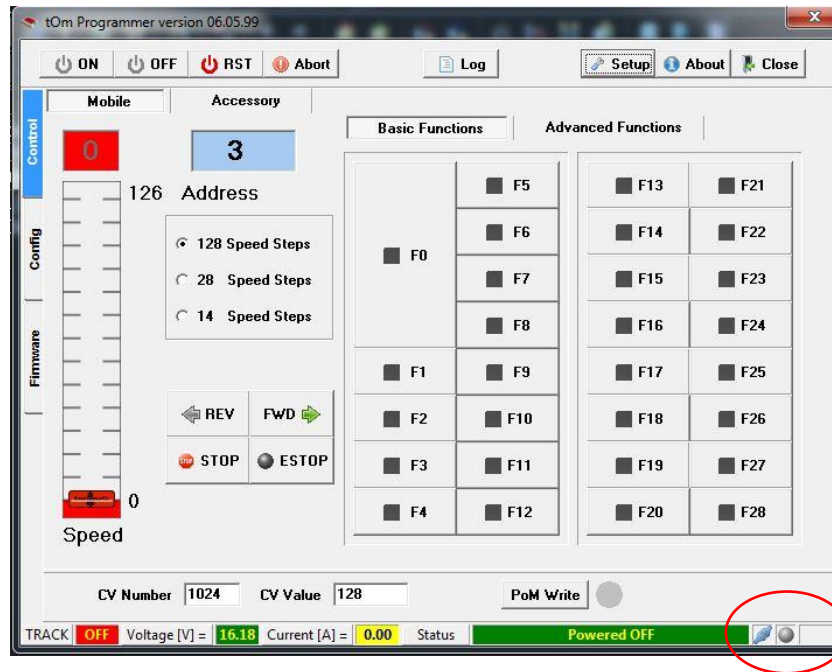 tOm Programmer version 06.05.99
x
ON OFF RST Abort Log Setup About Close
Mobile Accessory
Control
Config
Firmware
0
3
126 Address
128 Speed Steps
28 Speed Steps
14 Speed Steps
REV FWD
STOP STOP ESTOP
0
Speed
Basic Functions Advanced Functions
F0
F1
F2
F3
F4
F5
F6
F7
F8
F9
F10
F11
F12
F13
F14
F15
F16
F17
F18
F19
F20
F21
F22
F23
F24
F25
F26
F27
F28
CV Number 1024 CV Value 128 PoM Write
TRACK OFF Voltage [V] = 16.18 Current [A] = 0.00 Status Powered OFF